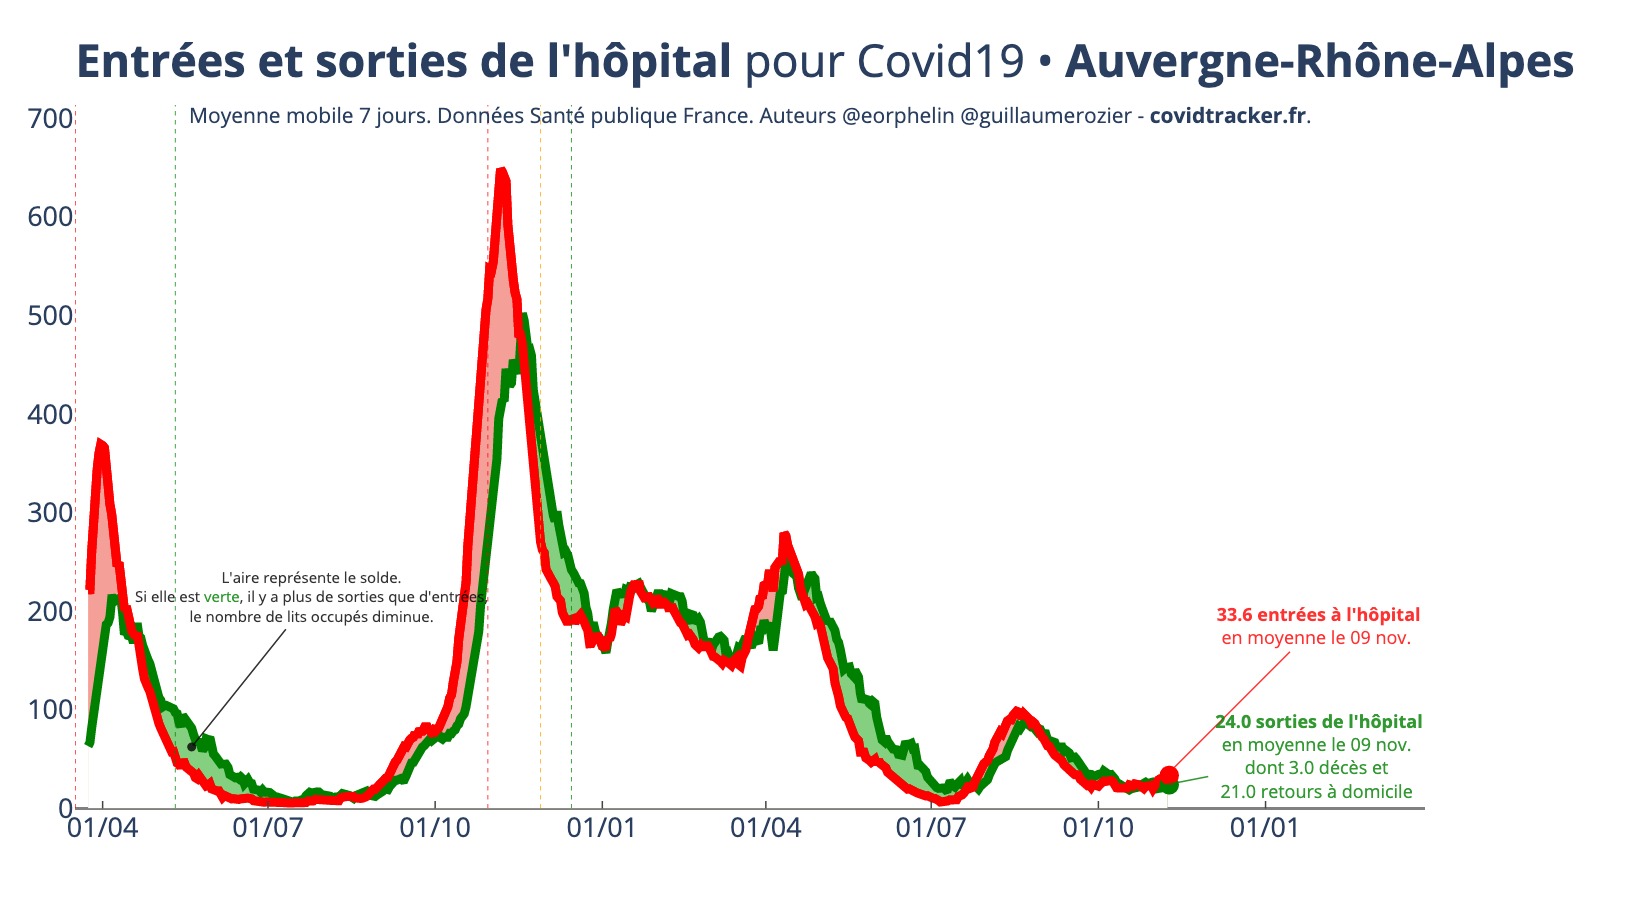 Entrées et sorties de l'hôpital pour Covid19 • Auvergne-Rhône-Alpes
Moyenne mobile 7 jours. Données Santé publique France. Auteurs @eorphelin @guillaumerozier - covidtracker.fr.
700
600
500
400
300
200
100
0
L'aire représente le solde.
Si elle est verte, il y a plus de sorties que d'entrées,
le nombre de lits occupés diminue.
33.6 entrées à l'hôpital
en moyenne le 09 nov.
24.0 sorties de l'hôpital
en moyenne le 09 nov.
dont 3.0 décès et
21.0 retours à domicile
01/04 01/07 01/10 01/01 01/04 01/07 01/10 01/01